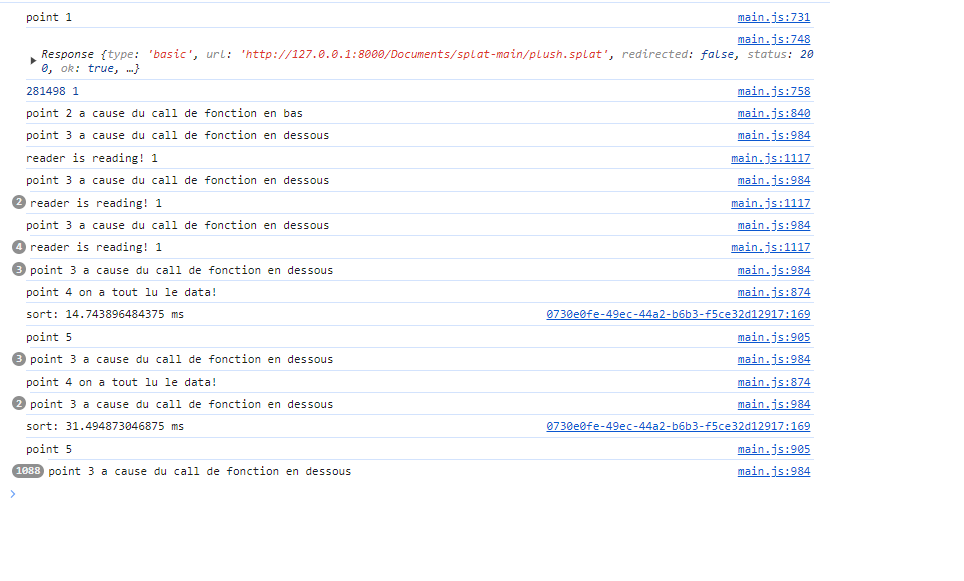 point 1 main.js:731
main.js:748
▶ Response {type: 'basic', url: 'http://127.0.0.1:8000/Documents/splat-main/plush.splat', redirected: false, status: 20
0, ok: true, …}
281498 1 main.js:758
point 2 a cause du call de fonction en bas main.js:840
point 3 a cause du call de fonction en dessous main.js:984
reader is reading! 1 main.js:1117
point 3 a cause du call de fonction en dessous main.js:984
2 reader is reading! 1 main.js:1117
point 3 a cause du call de fonction en dessous main.js:984
4 reader is reading! 1 main.js:1117
3 point 3 a cause du call de fonction en dessous main.js:984
point 4 on a tout lu le data! main.js:874
sort: 14.743896484375 ms 0730e0fe-49ec-44a2-b6b3-f5ce32d12917:169
point 5 main.js:905
3 point 3 a cause du call de fonction en dessous main.js:984
point 4 on a tout lu le data! main.js:874
2 point 3 a cause du call de fonction en dessous main.js:984
sort: 31.494873046875 ms 0730e0fe-49ec-44a2-b6b3-f5ce32d12917:169
point 5 main.js:905
1088 point 3 a cause du call de fonction en dessous main.js:984
>